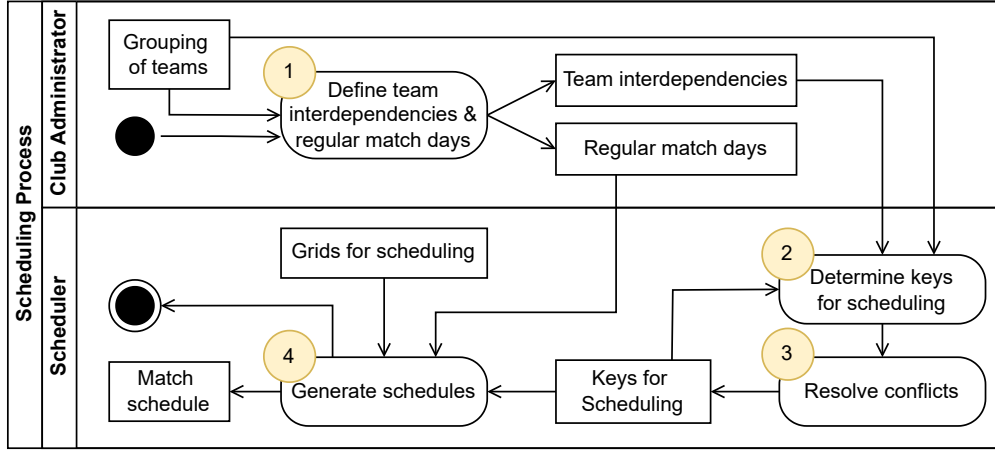 Scheduling Process
Club Administrator
Grouping
of teams
1
Define team
interdependencies &
regular match days
Team interdependencies
Regular match days
Scheduler
Grids for scheduling
2
Determine keys
for scheduling
3
Resolve conflicts
Keys for
Scheduling
4
Generate schedules
Match
schedule